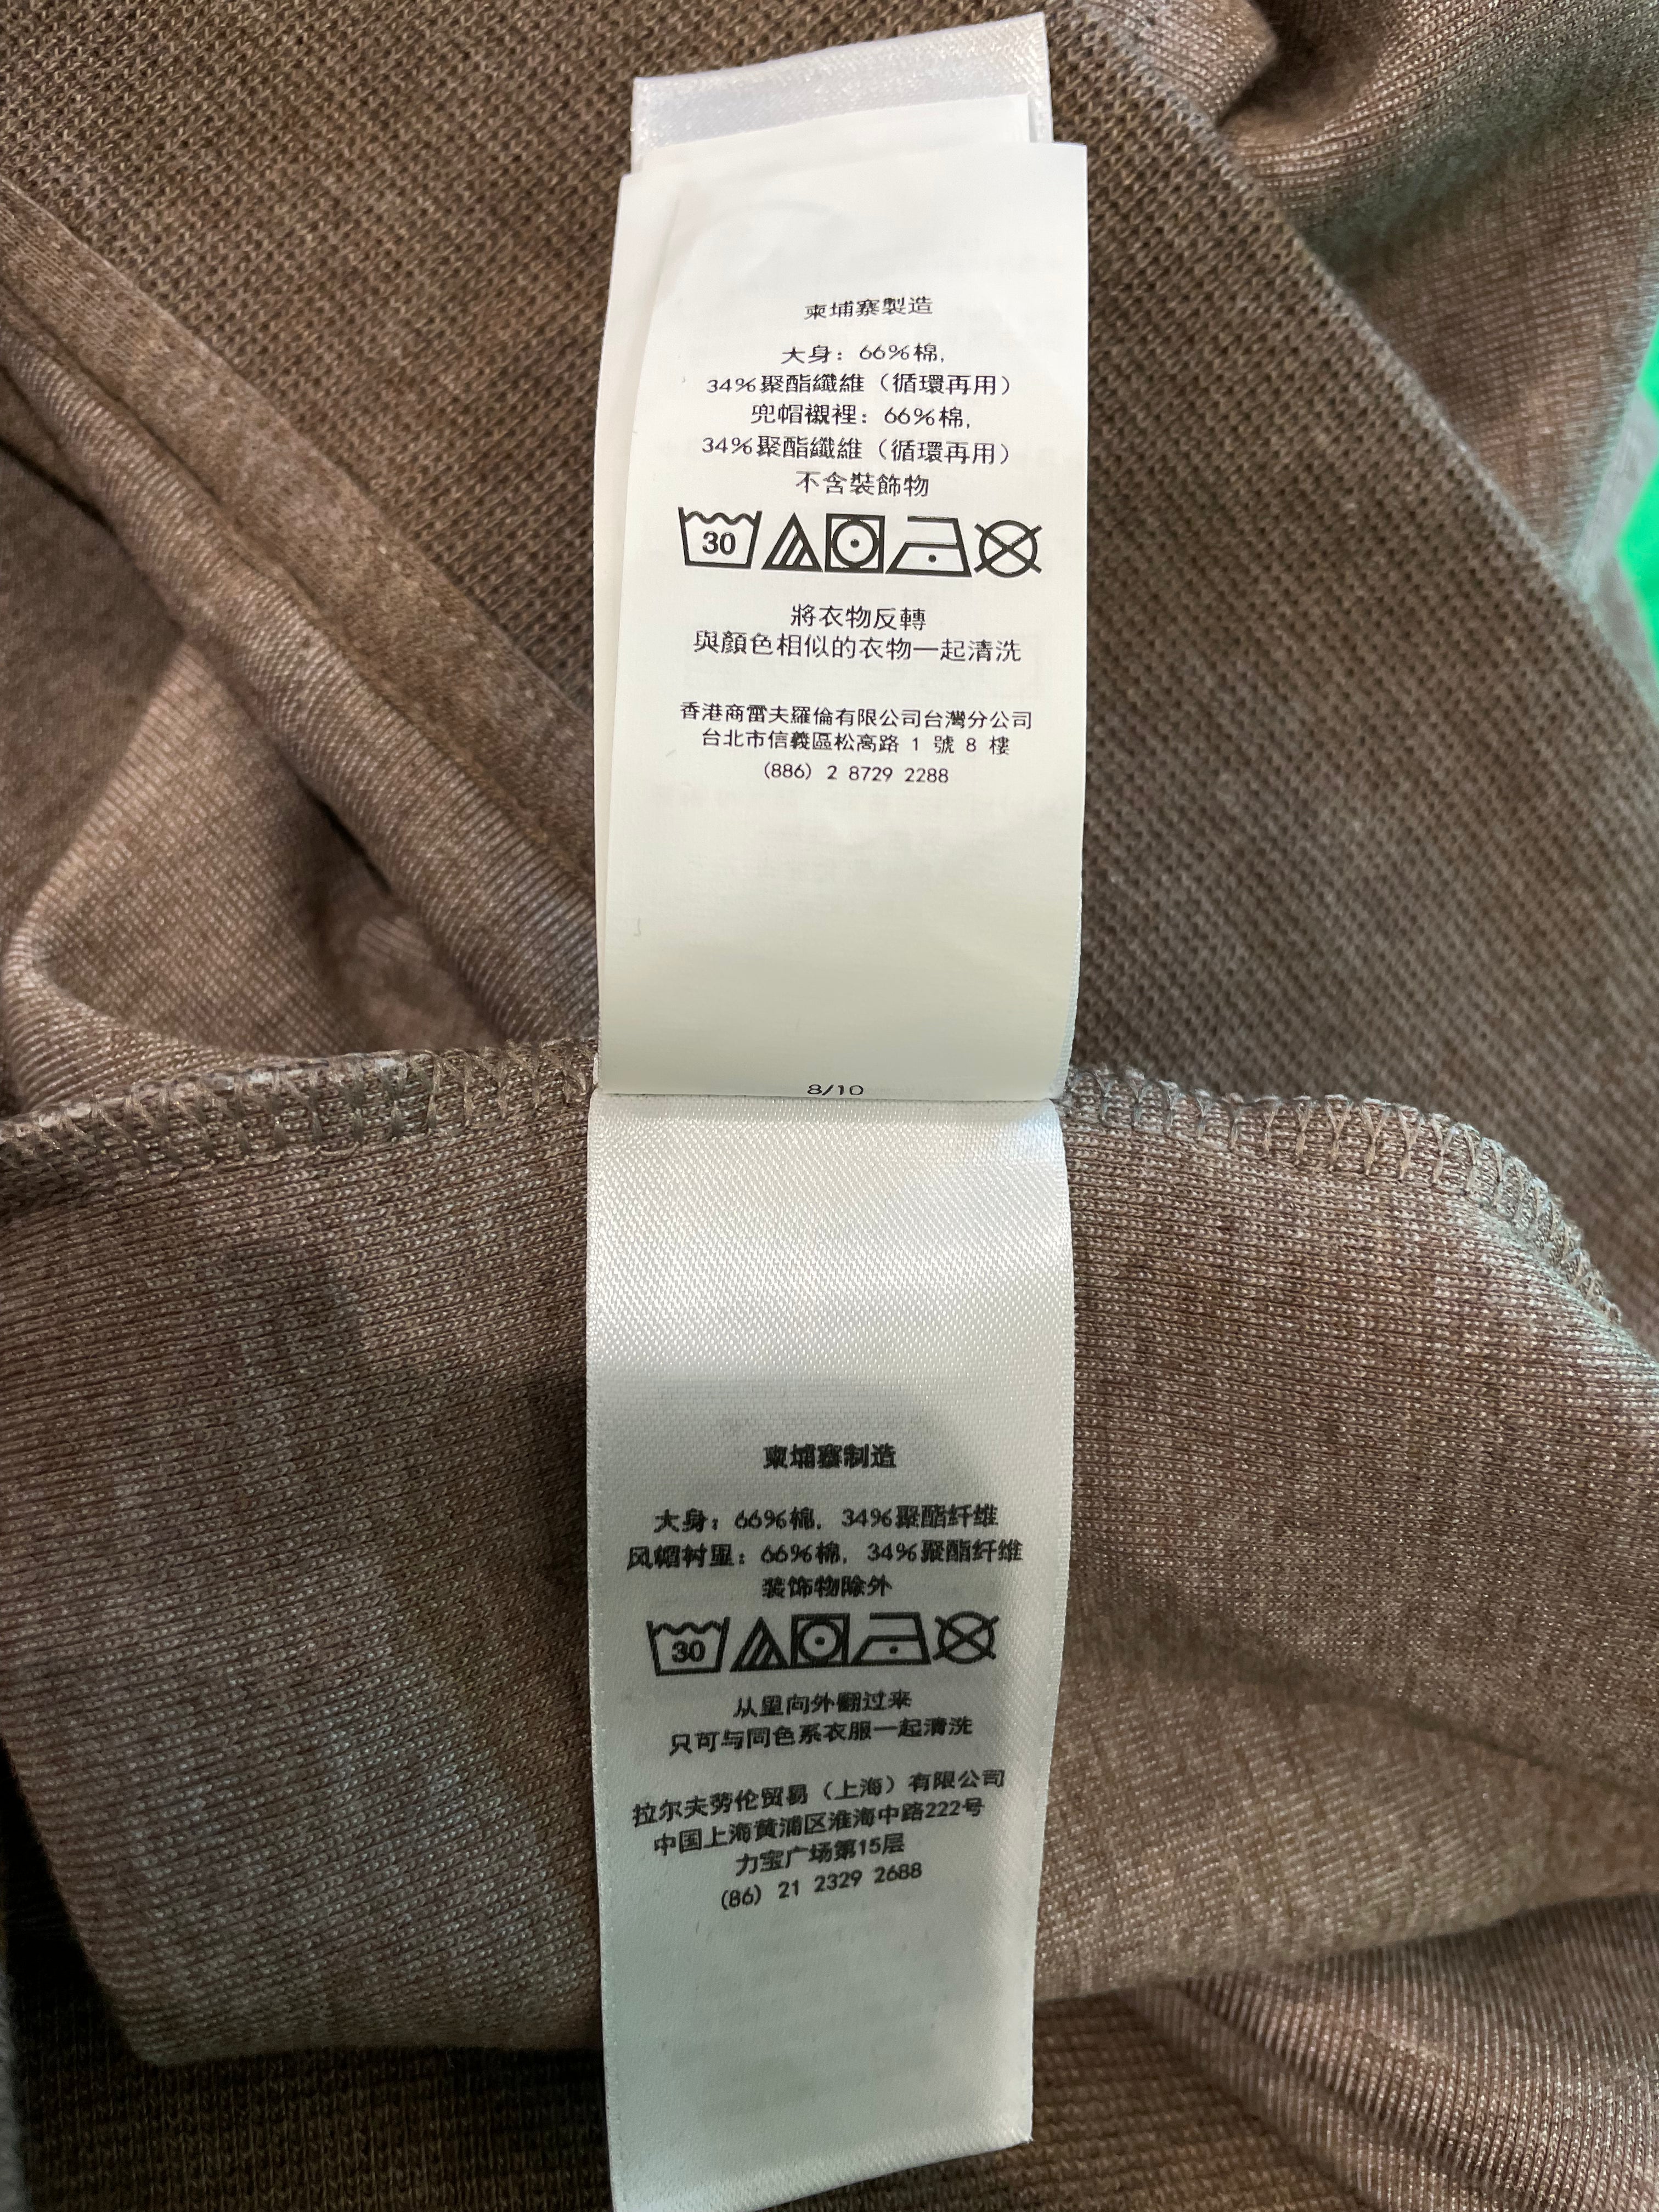 柬埔寨製造
大身：66%棉,
34%聚酯纖維（循環再用）
兜帽襯裡：66%棉,
34%聚酯纖維（循環再用）
不含裝飾物
30
將衣物反轉
與顏色相似的衣物一起清洗
香港商雷夫羅倫有限公司台灣分公司
台北市信義區松高路 1 號 8 樓
(886) 2 8729 2288
8/10
柬埔寨制造
大身：66%棉, 34%聚酯纤维
风帽衬里：66%棉, 34%聚酯纤维
装饰物除外
30
从里向外翻过来
只可与同色系衣服一起清洗
拉尔夫劳伦贸易（上海）有限公司
中国上海黄浦区淮海中路222号
力宝广场第15层
(86) 21 2329 2688